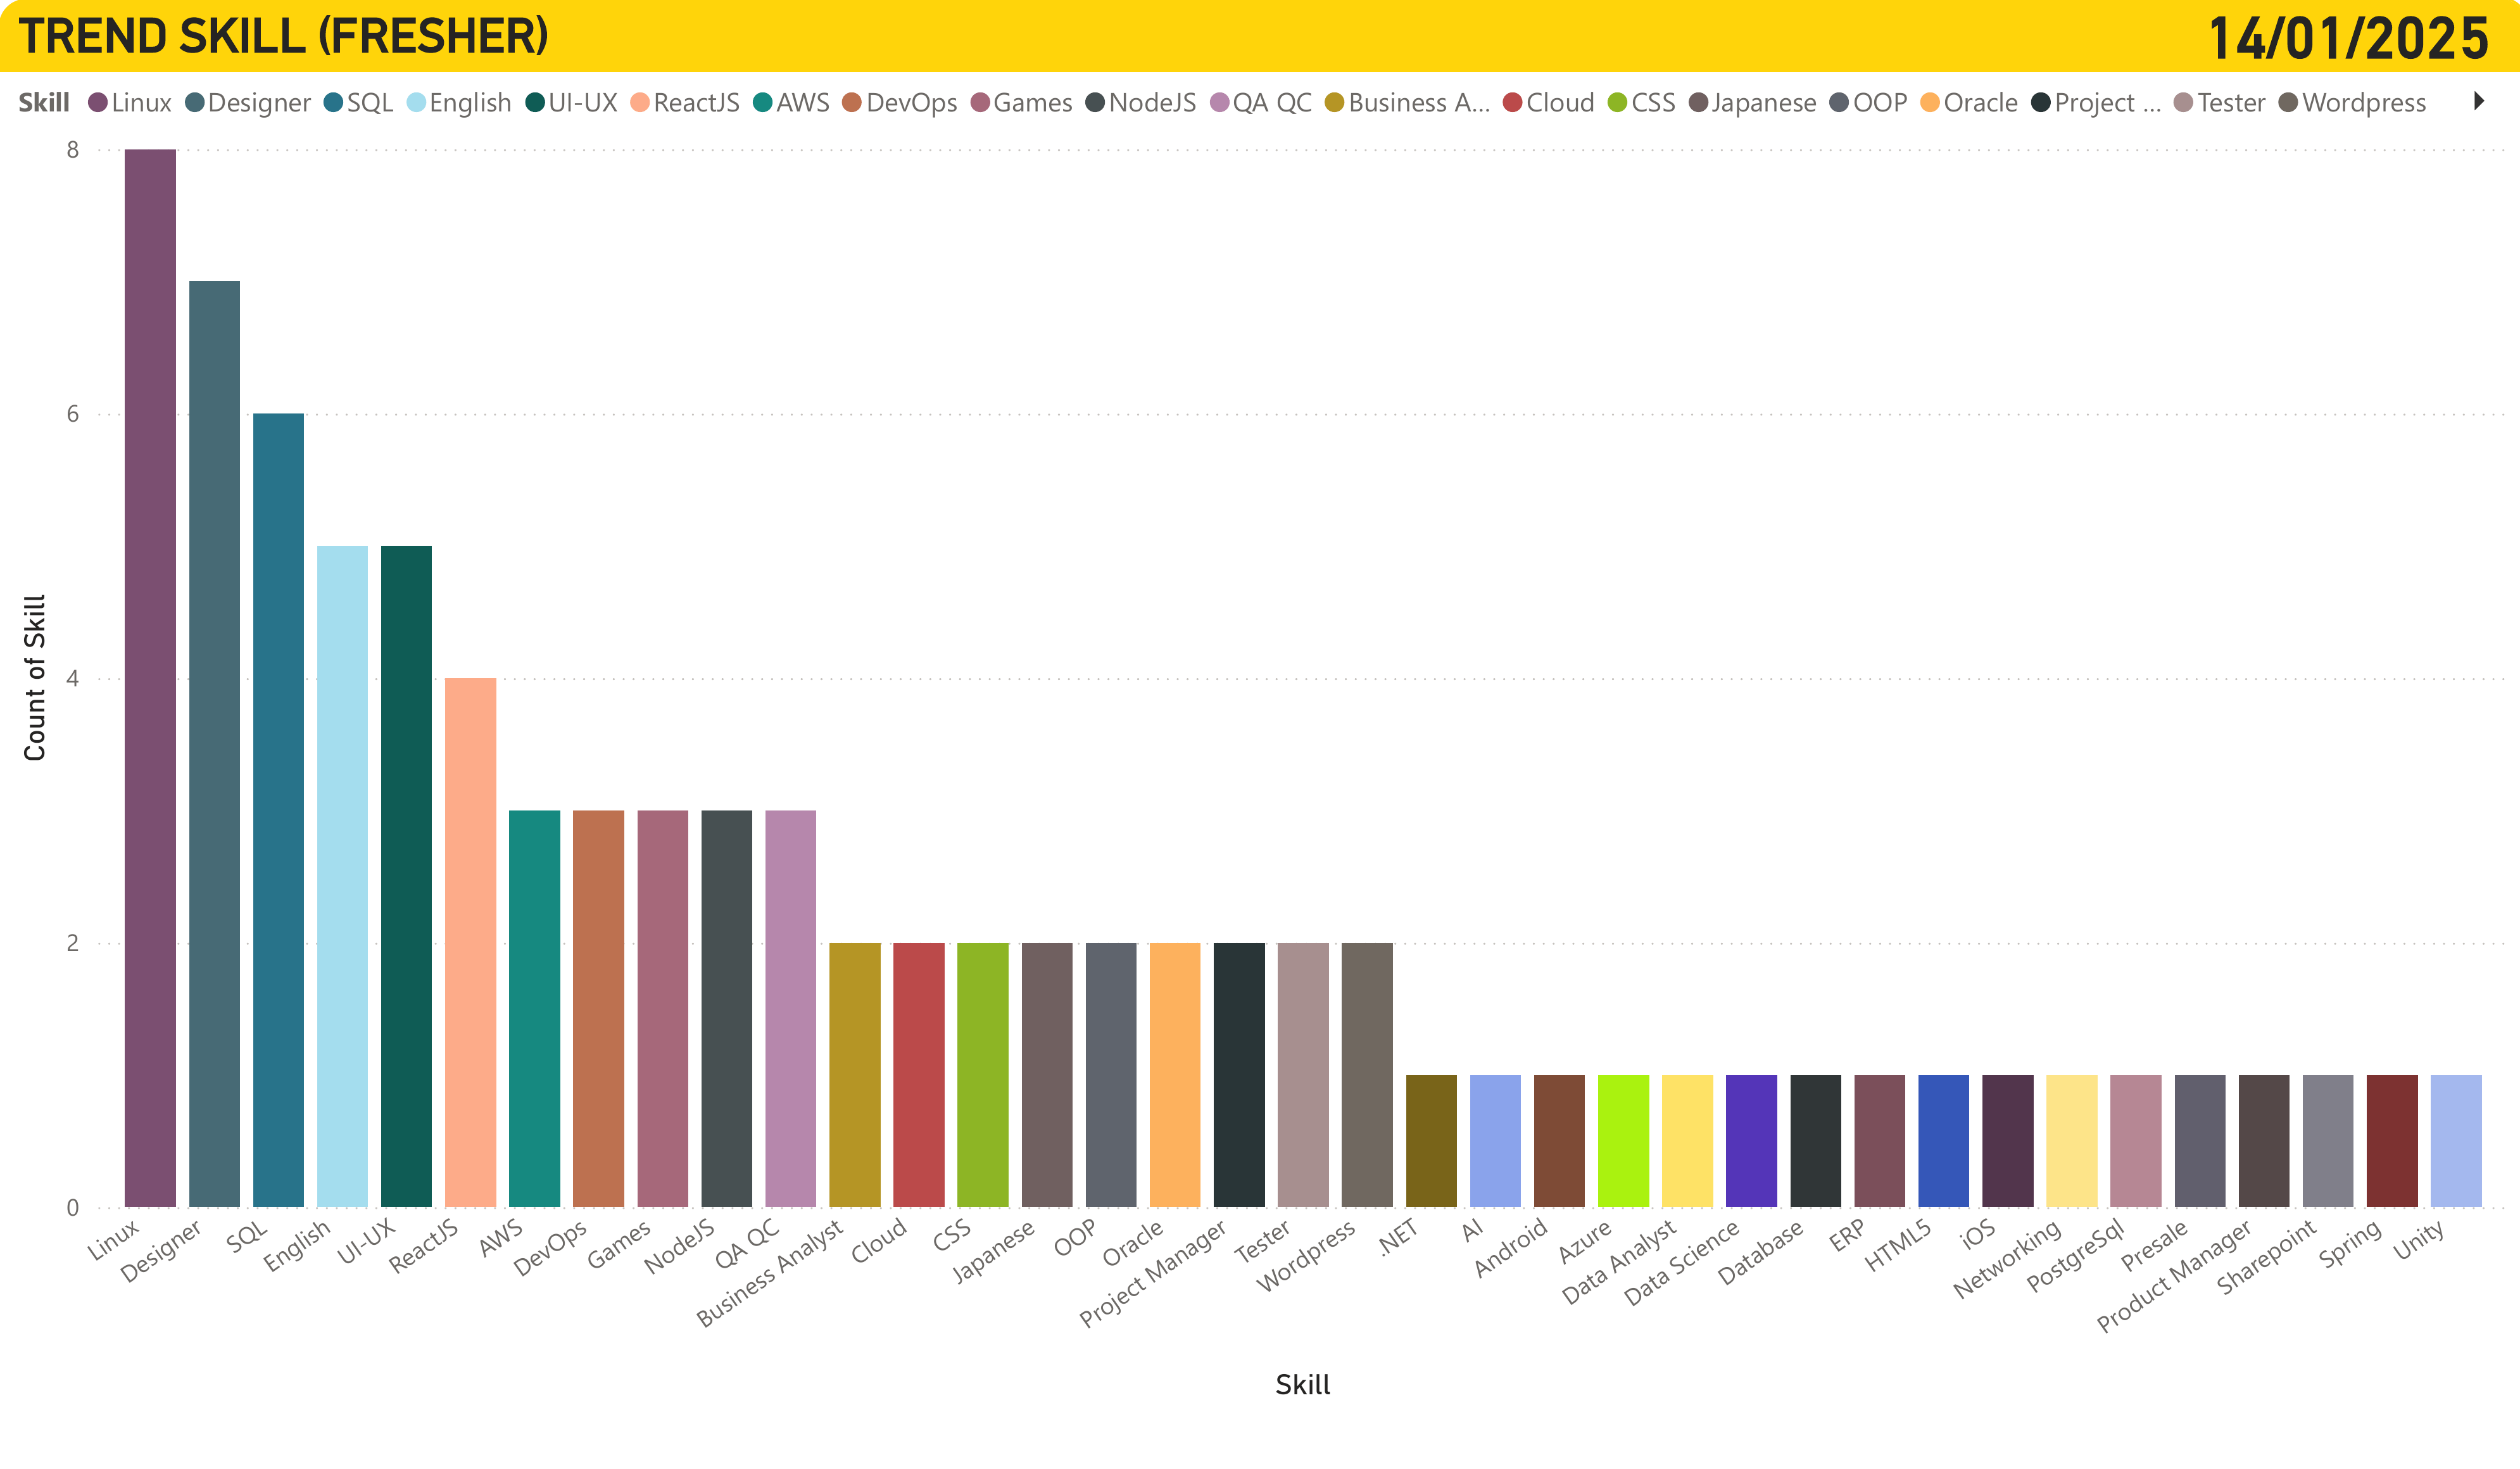 TREND SKILL (FRESHER)
14/01/2025
Skill Linux Designer SQL English UI-UX ReactJS AWS DevOps Games NodeJS QA QC Business A... Cloud CSS Japanese OOP Oracle Project ... Tester Wordpress
8
6
4
2
0
Count of Skill
Linux
Designer
SQL
English
UI-UX
ReactJS
AWS
DevOps
Games
NodeJS
QA QC
Business Analyst
Cloud
CSS
Japanese
OOP
Oracle
Project Manager
Tester
Wordpress
.NET
AI
Android
Azure
Data Analyst
Data Science
Database
ERP
HTML5
iOS
Networking
PostgreSql
Presale
Product Manager
Sharepoint
Spring
Unity
Skill